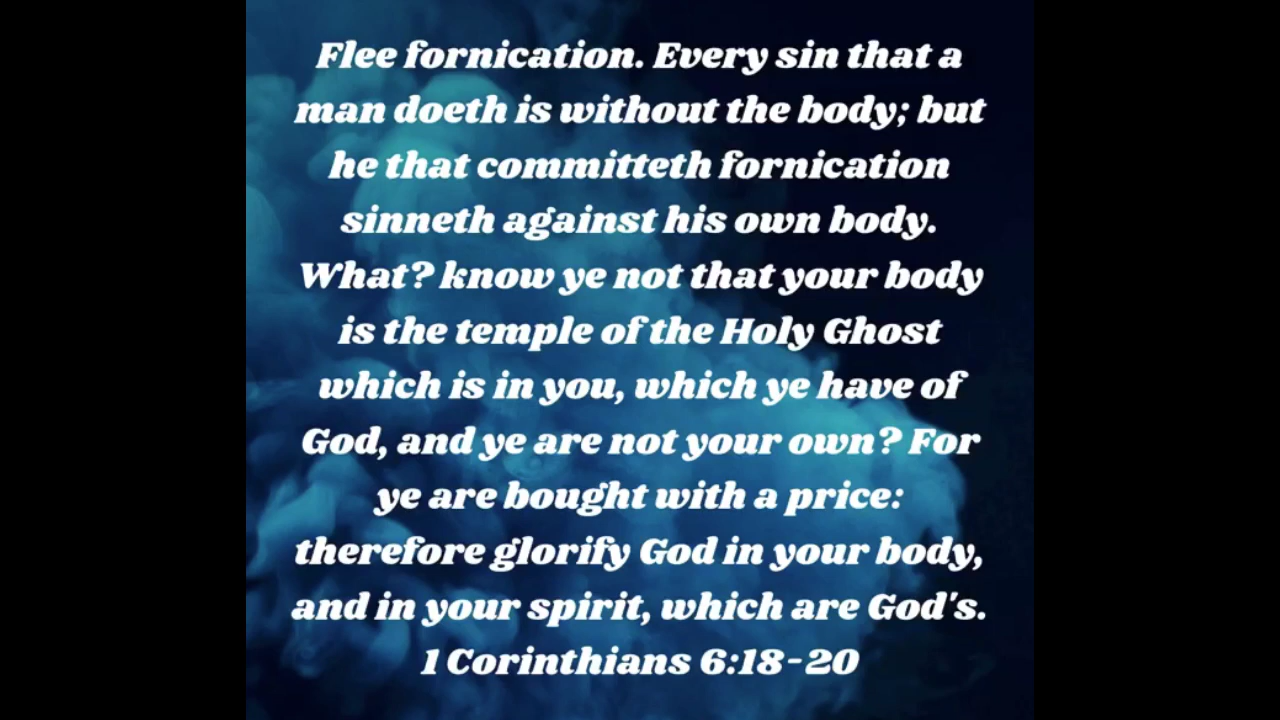 Flee fornication. Every sin that a
man doeth is without the body; but
he that committeth fornication
sinneth against his own body.
What? know ye not that your body
is the temple of the Holy Ghost
which is in you, which ye have of
God, and ye are not your own? For
ye are bought with a price:
therefore glorify God in your body,
and in your spirit, which are God's.
1 Corinthians 6:18-20